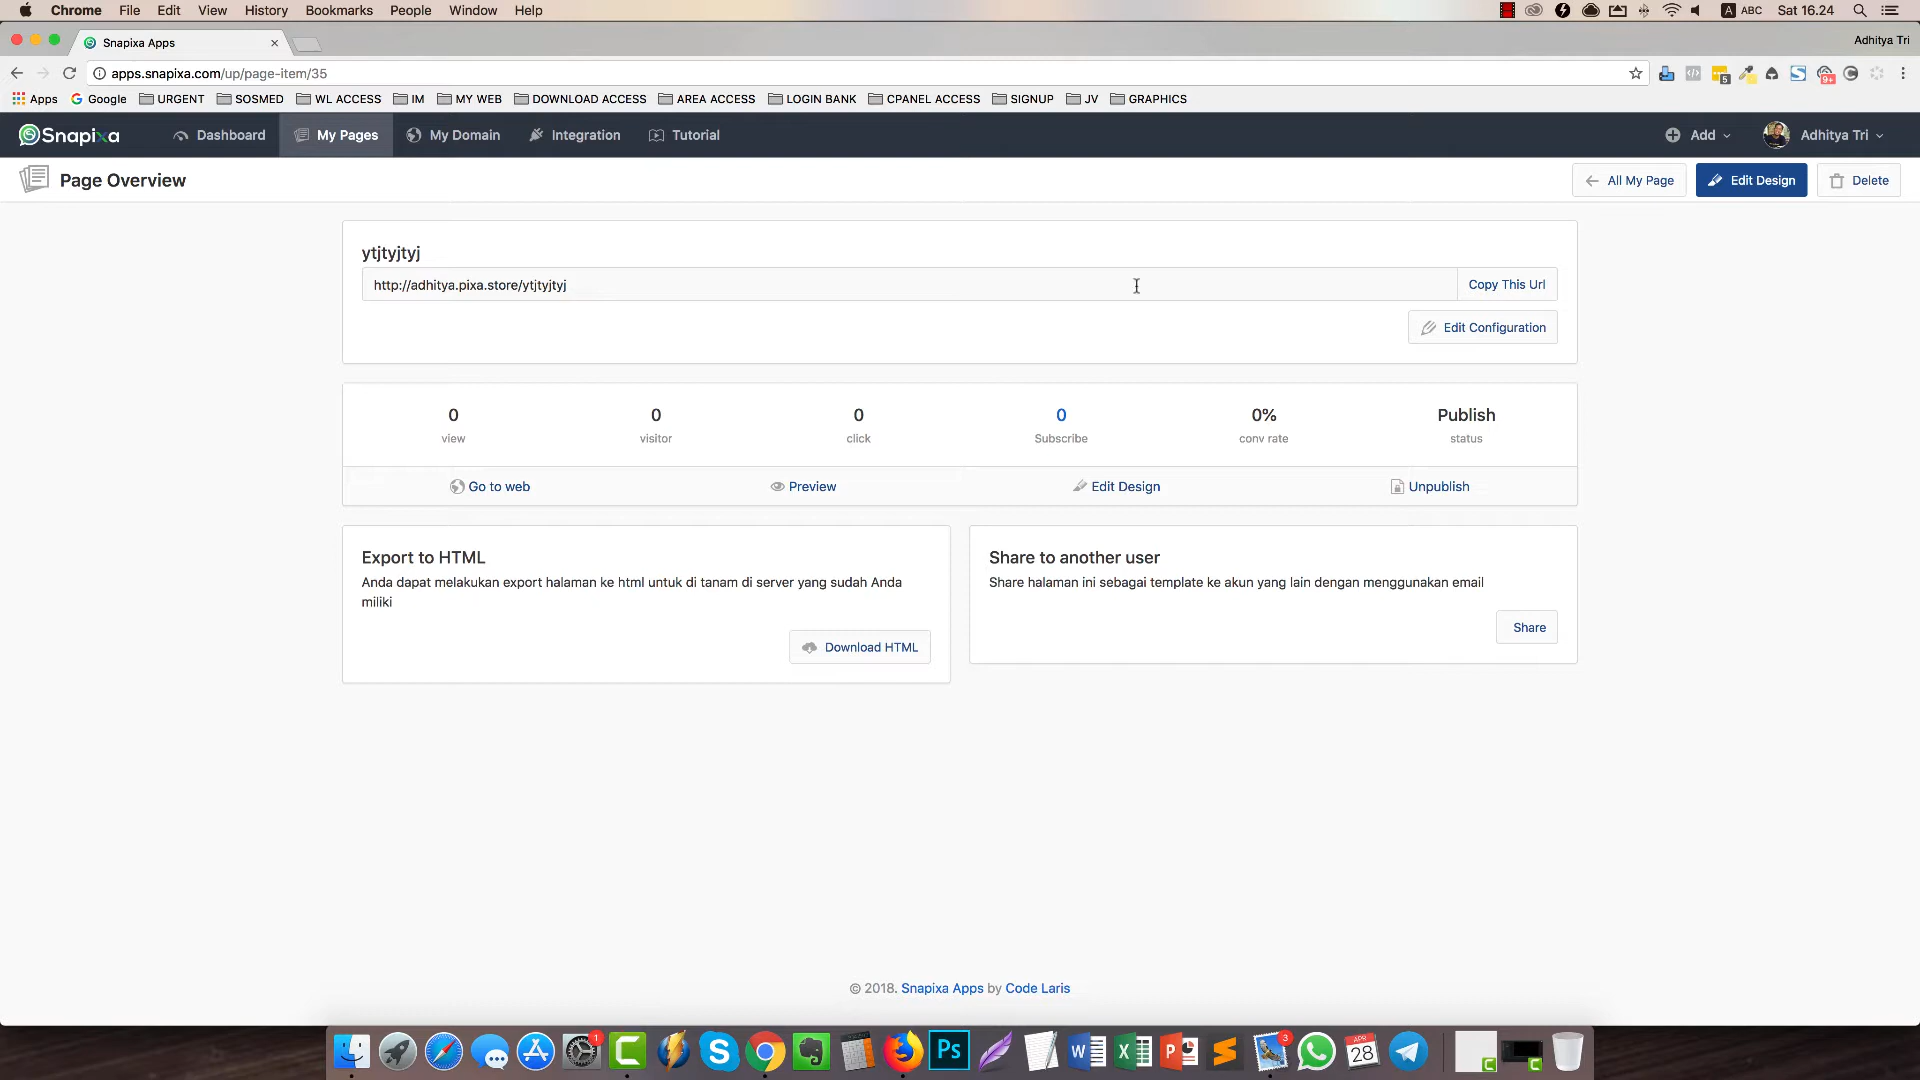 Chrome File Edit View History Bookmarks People Window Help A ABC Sat 16.24
Snapixa Apps Adhitya Tri
apps.snapixa.com/up/page-item/35
Apps Google URGENT SOSMED WL ACCESS IM MY WEB DOWNLOAD ACCESS AREA ACCESS LOGIN BANK CPANEL ACCESS SIGNUP JV GRAPHICS
Snapixa Dashboard My Pages My Domain Integration Tutorial Add Adhitya Tri
Page Overview All My Page Edit Design Delete
ytjtyjtyj
http://adhitya.pixa.store/ytjtyjtyj Copy This Url
Edit Configuration
0 0 0 0 0% Publish
view visitor click Subscribe conv rate status
Go to web Preview Edit Design Unpublish
Export to HTML
Anda dapat melakukan export halaman ke html untuk di tanam di server yang sudah Anda
miliki
Download HTML
Share to another user
Share halaman ini sebagai template ke akun yang lain dengan menggunakan email
Share
© 2018. Snapixa Apps by Code Laris
1 Ps W X P 3 APR 28